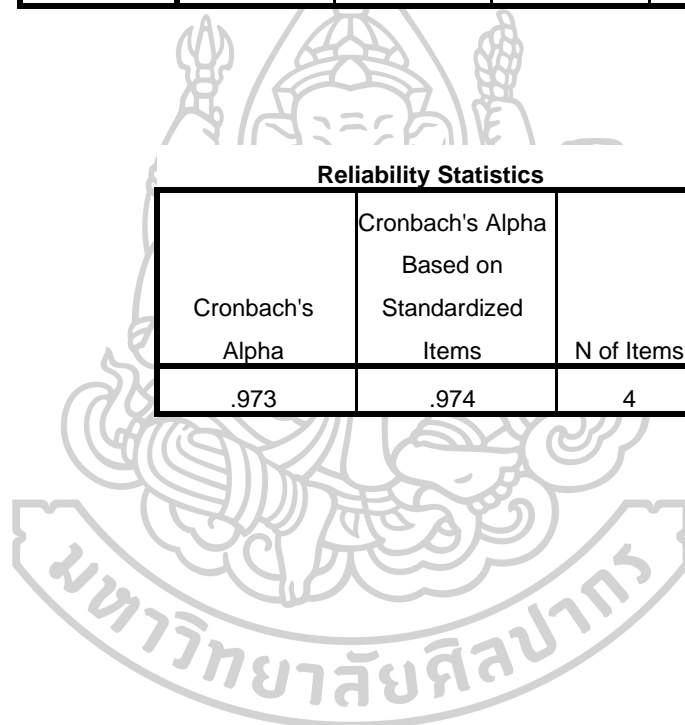 Reliability Statistics
Cronbach's
Alpha
Cronbach's Alpha
Based on
Standardized
Items
N of Items
.973
.974
4
มหาวิทยาลัยศิลปากร